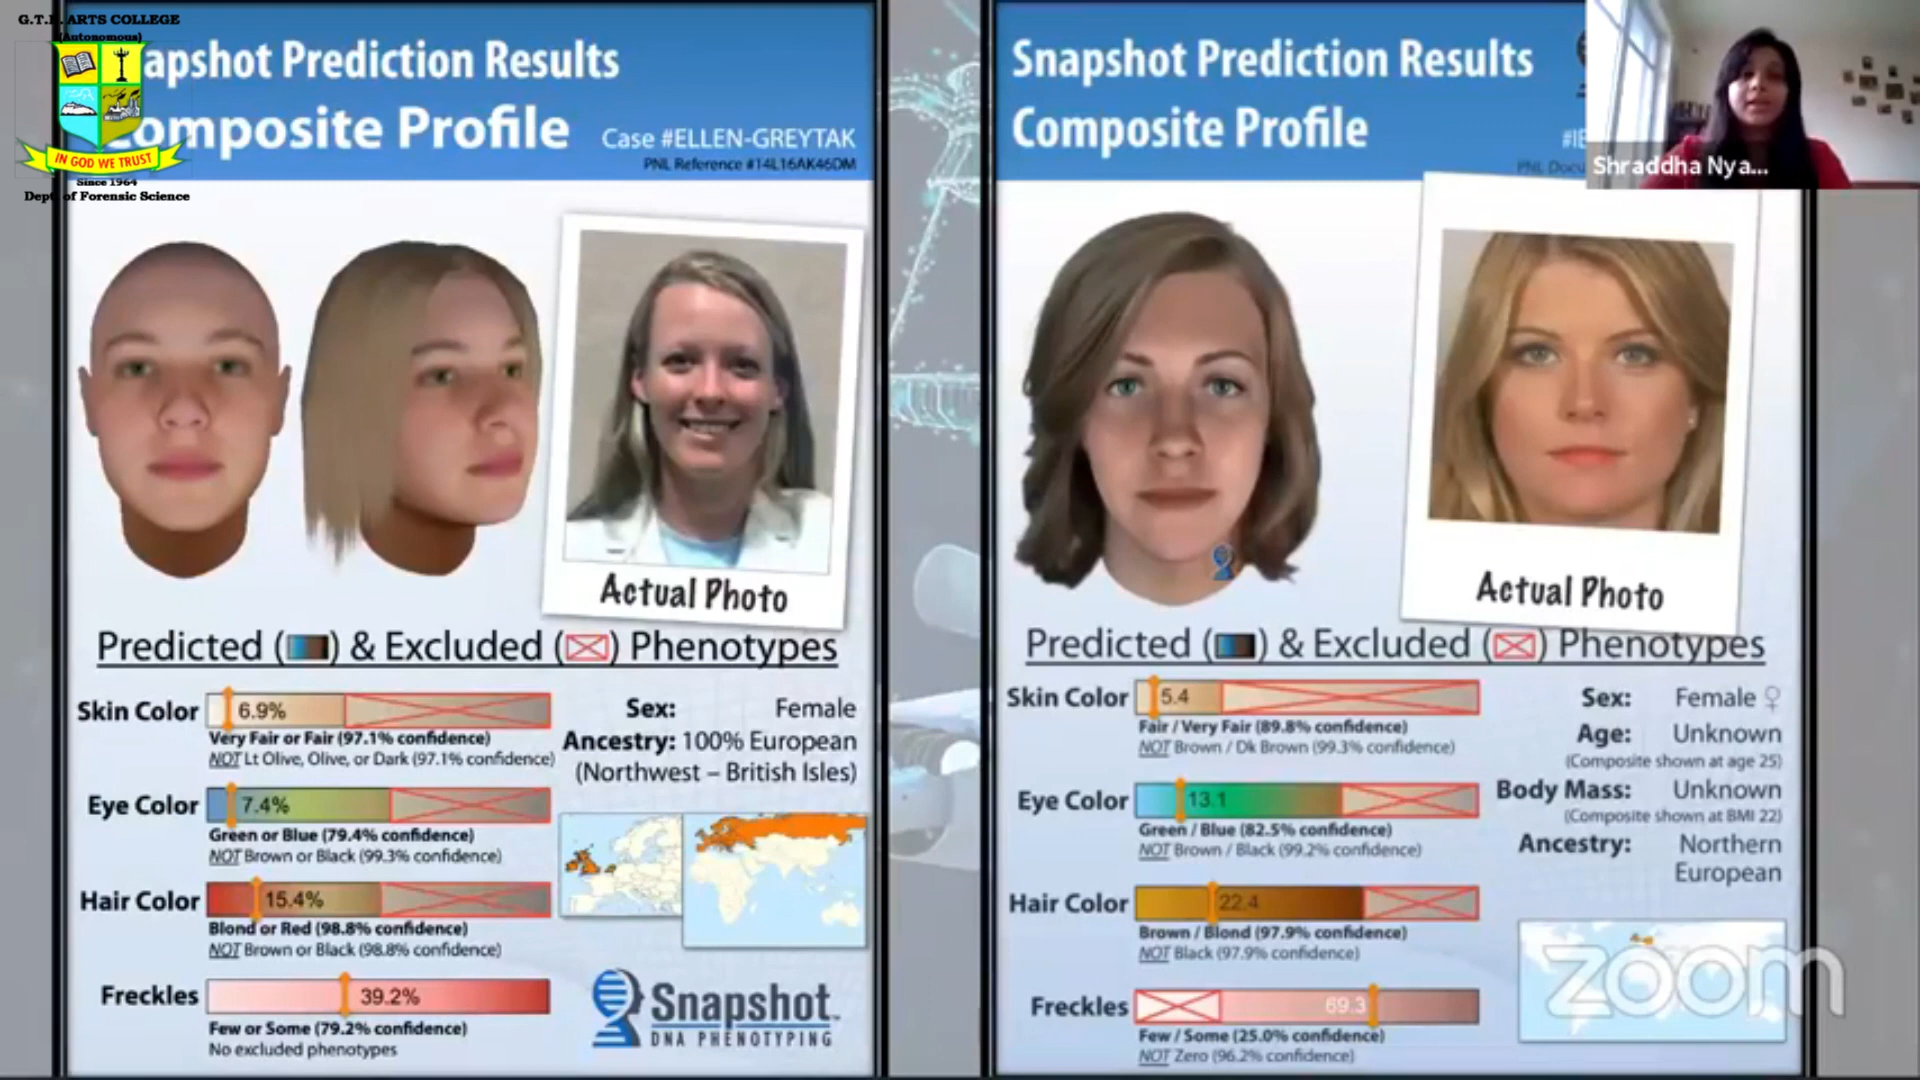 G.T.N. ARTS COLLEGE
(Autonomous)
IN GOD WE TRUST
Since 1964
Dept. of Forensic Science
apshot Prediction Results
omposite Profile
Case #ELLEN-GREYTAK
PNL Reference #14L16AK46DM
Actual Photo
Predicted ( ) & Excluded ( ) Phenotypes
Skin Color
6.9%
Very Fair or Fair (97.1% confidence)
NOT Lt Olive, Olive, or Dark (97.1% confidence)
Eye Color
7.4%
Green or Blue (79.4% confidence)
NOT Brown or Black (99.3% confidence)
Hair Color
15.4%
Blond or Red (98.8% confidence)
NOT Brown or Black (98.8% confidence)
Freckles
39.2%
Few or Some (79.2% confidence)
No excluded phenotypes
Sex: Female
Ancestry: 100% European
(Northwest – British Isles)
Snapshot
DNA PHENOTYPING
Snapshot Prediction Results
Composite Profile
PNL
Shraddha Nya...
Actual Photo
Predicted ( ) & Excluded ( ) Phenotypes
Skin Color
5.4
Fair / Very Fair (89.8% confidence)
NOT Brown / Dk Brown (99.3% confidence)
Eye Color
13.1
Green / Blue (82.5% confidence)
NOT Brown / Black (99.2% confidence)
Hair Color
22.4
Brown / Blond (97.9% confidence)
NOT Black (97.9% confidence)
Freckles
69.3
Few / Some (25.0% confidence)
NOT Zero (96.2% confidence)
Sex: Female ♀
Age: Unknown
(Composite shown at age 25)
Body Mass: Unknown
(Composite shown at BMI 22)
Ancestry: Northern
European
zoom